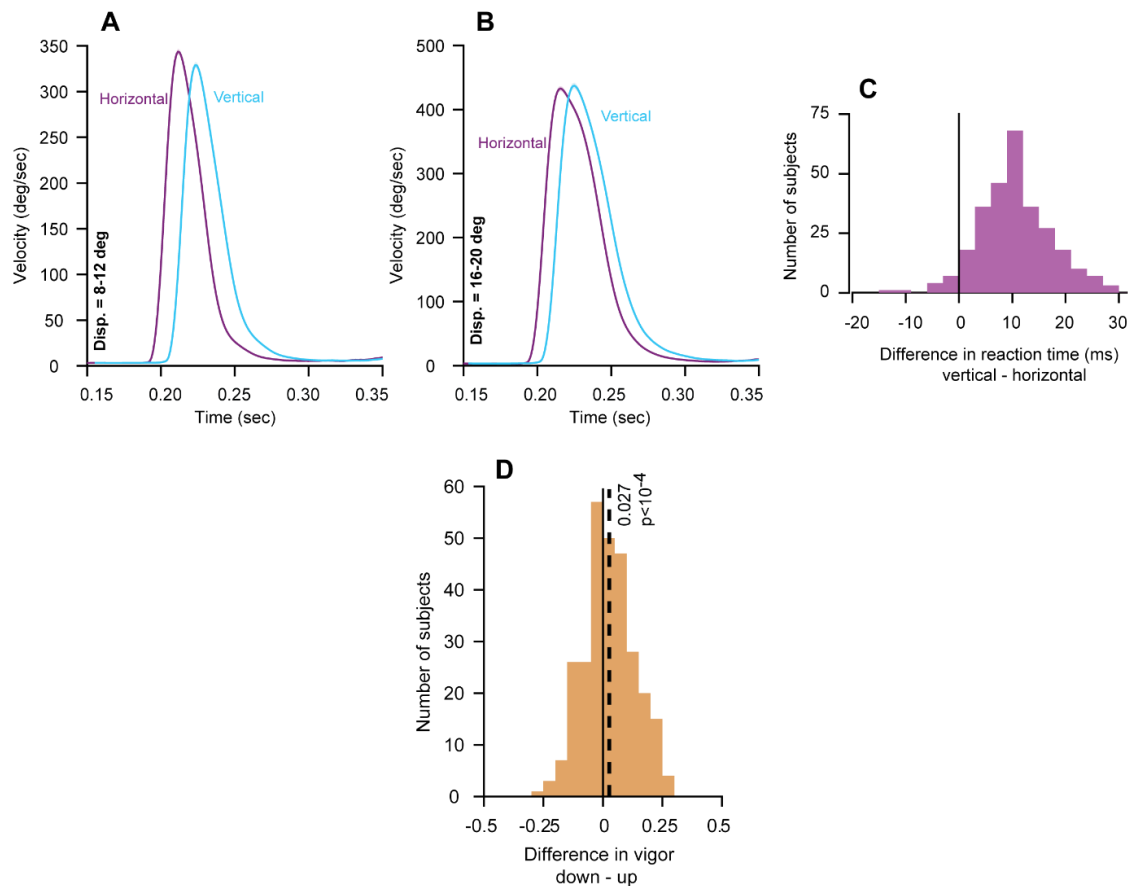 A
350
300
250
200
150
100
50
0
Velocity (deg/sec)
Disp. = 8-12 deg
Horizontal
Vertical
0.15
0.20
0.25
0.30
0.35
Time (sec)
B
500
400
300
200
100
0
Velocity (deg/sec)
Disp. = 16-20 deg
Horizontal
Vertical
0.15
0.20
0.25
0.30
0.35
Time (sec)
C
75
50
25
0
Number of subjects
-20
-10
0
10
20
30
Difference in reaction time (ms)
vertical - horizontal
D
60
50
40
30
20
10
0
Number of subjects
0.027
p<10-4
-0.5
-0.25
0
0.25
0.5
Difference in vigor
down - up